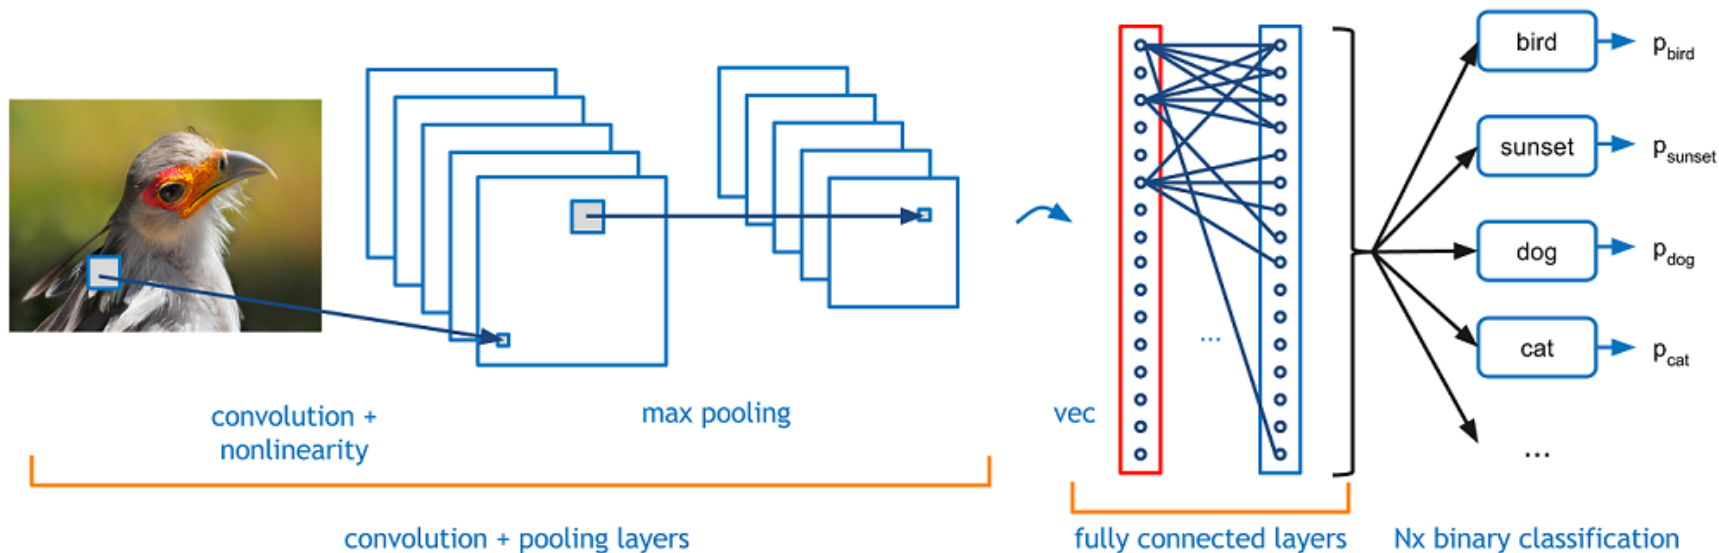 bird
p_bird
sunset
p_sunset
dog
p_dog
cat
p_cat
...
...
convolution +
nonlinearity
max pooling
vec
convolution + pooling layers
fully connected layers
Nx binary classification